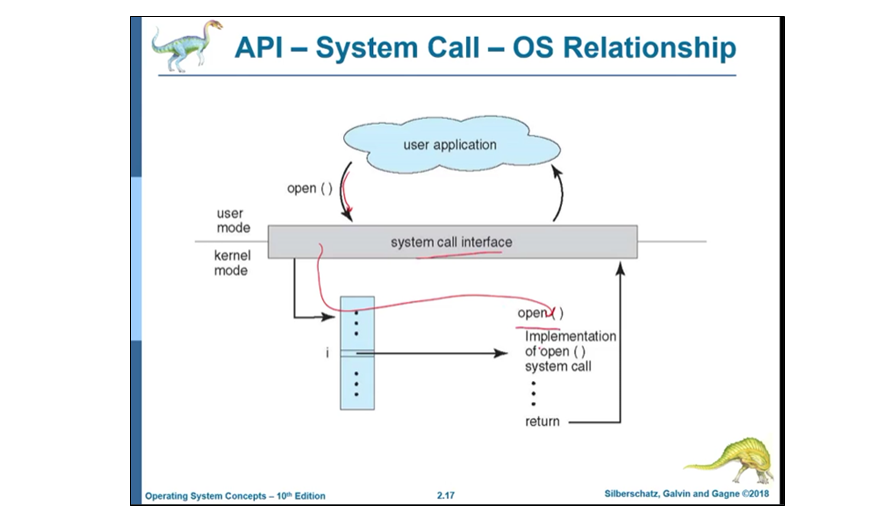 API – System Call – OS Relationship
user application
open ( )
user
mode
system call interface
kernel
mode
open ( )
Implementation
of open ( )
system call
i
return
Operating System Concepts – 10th Edition
2.17
Silberschatz, Galvin and Gagne ©2018